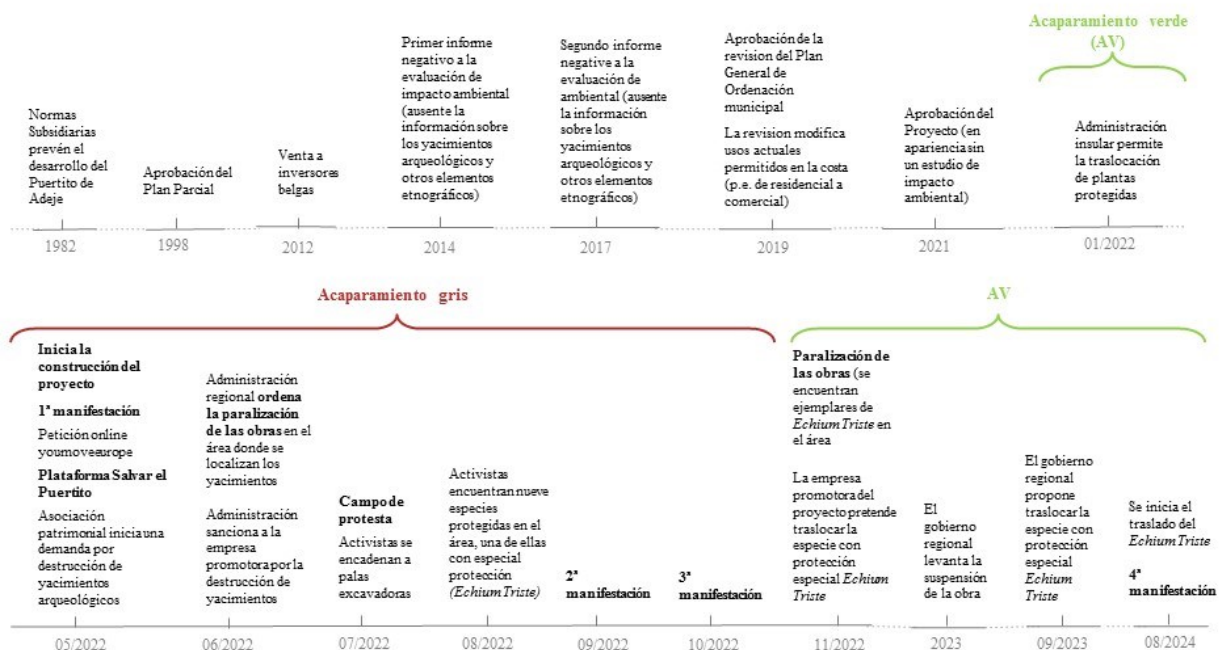 Acaparamiento verde
(AV)
Normas
Subsidiarias
prevén el
desarrollo del
Puertito de
Adeje
Aprobación del
Plan Parcial
Venta a
inversores
belgas
Primer informe
negativo a la
evaluación de
impacto ambiental
(ausente la
información sobre
los yacimientos
arqueológicos y
otros elementos
etnográficos)
Segundo informe
negative a la
evaluación de
ambiental (ausente
la información
sobre los
yacimientos
arqueológicos y
otros elementos
etnográficos)
Aprobación de la
revision del Plan
General de
Ordenación
municipal
La revision modifica
usos actuales
permitidos en la costa
(p.e. de residencial a
comercial)
Aprobación del
Proyecto (en
apariencia sin
un estudio de
impacto
ambiental)
Administración
insular permite
la traslocación
de plantas
protegidas
1982
1998
2012
2014
2017
2019
2021
01/2022
Acaparamiento gris
AV
Inicia la
construcción del
proyecto
1ª manifestación
Petición online
youmoveeurope
Plataforma Salvar el
Puertito
Asociación
patrimonial inicia una
demanda por
destrucción de
yacimientos
arqueológicos
Administración
regional ordena
la paralización
de las obras en el
área donde se
localizan los
yacimientos
Administración
sanciona a la
empresa
promotora por la
destrucción de
yacimientos
Campo de
protesta
Activistas se
encadenan a
palas
excavadoras
Activistas
encuentran nueve
especies
protegidas en el
área, una de ellas
con especial
protección
(Echium Triste)
2ª
manifestación
3ª
manifestación
Paralización de
las obras (se
encuentran
ejemplares de
Echium Triste en
el área
La empresa
promotora del
proyecto pretende
traslocar la
especie con
protección
especial Echium
Triste
El
gobierno
regional
levanta la
suspensión
de la obra
El gobierno
regional
propone
traslocar la
especie con
protección
especial
Echium
Triste
Se inicia el
traslado del
Echium Triste
4ª
manifestación
05/2022
06/2022
07/2022
08/2022
09/2022
10/2022
11/2022
2023
09/2023
08/2024